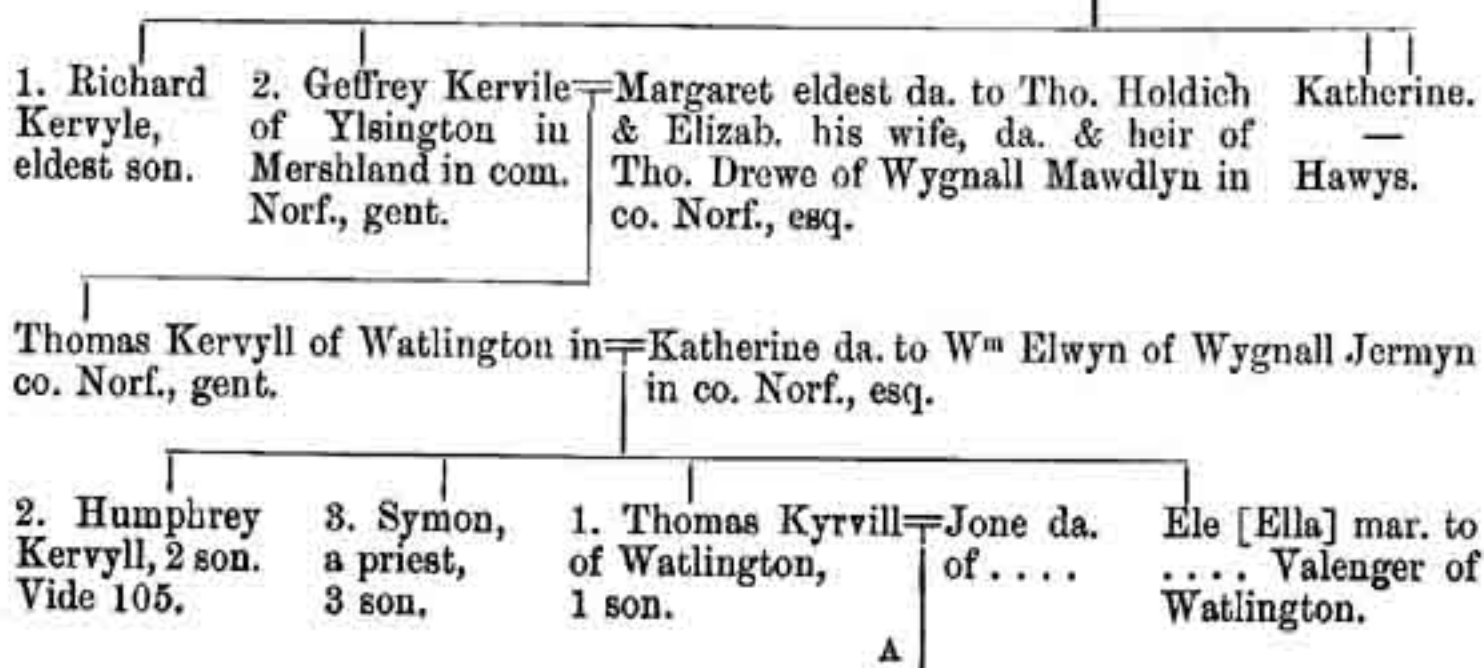 1. Richard
Kervyle,
eldest son.
2. Geffrey Kervile
of Ylsington in
Mershland in com.
Norf., gent.
Margaret eldest da. to Tho. Holdich
& Elizab. his wife, da. & heir of
Tho. Drewe of Wygnall Mawdlyn in
co. Norf., esq.
Katherine.
—
Hawys.
Thomas Kervyll of Watlington in
co. Norf., gent.
Katherine da. to Wᵐ Elwyn of Wygnall Jermyn
in co. Norf., esq.
2. Humphrey
Kervyll, 2 son.
Vide 105.
3. Symon,
a priest,
3 son.
1. Thomas Kyrvill
of Watlington,
1 son.
Jone da.
of . . . .
Ele [Ella] mar. to
. . . . Valenger of
Watlington.
A